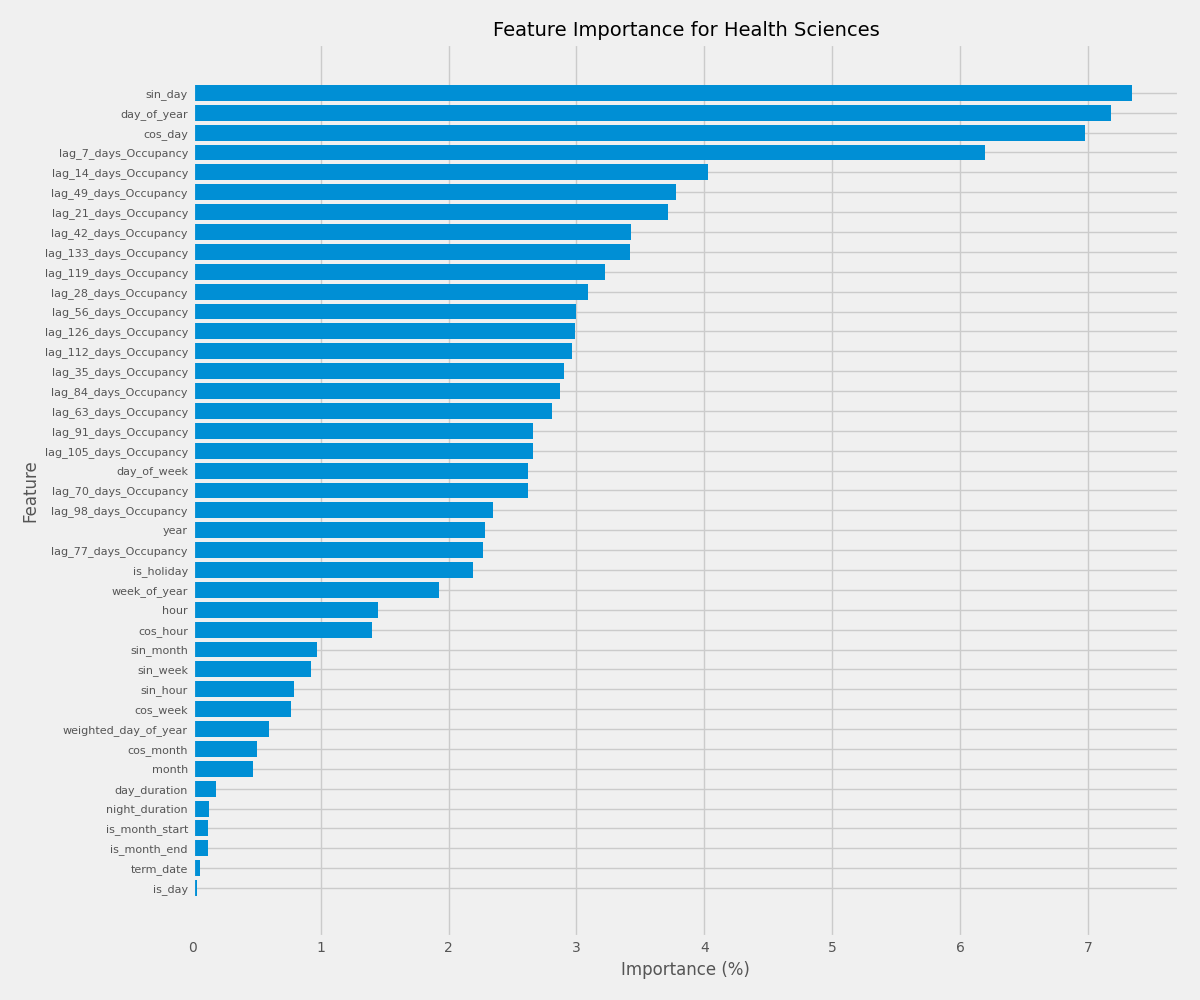 Feature Importance for Health Sciences
sin_day
day_of_year
cos_day
lag_7_days_Occupancy
lag_14_days_Occupancy
lag_49_days_Occupancy
lag_21_days_Occupancy
lag_42_days_Occupancy
lag_133_days_Occupancy
lag_119_days_Occupancy
lag_28_days_Occupancy
lag_56_days_Occupancy
lag_126_days_Occupancy
lag_112_days_Occupancy
lag_35_days_Occupancy
lag_84_days_Occupancy
lag_63_days_Occupancy
lag_91_days_Occupancy
lag_105_days_Occupancy
day_of_week
lag_70_days_Occupancy
lag_98_days_Occupancy
year
lag_77_days_Occupancy
is_holiday
week_of_year
hour
cos_hour
sin_month
sin_week
sin_hour
cos_week
weighted_day_of_year
cos_month
month
day_duration
night_duration
is_month_start
is_month_end
term_date
is_day
Feature
0 1 2 3 4 5 6 7
Importance (%)